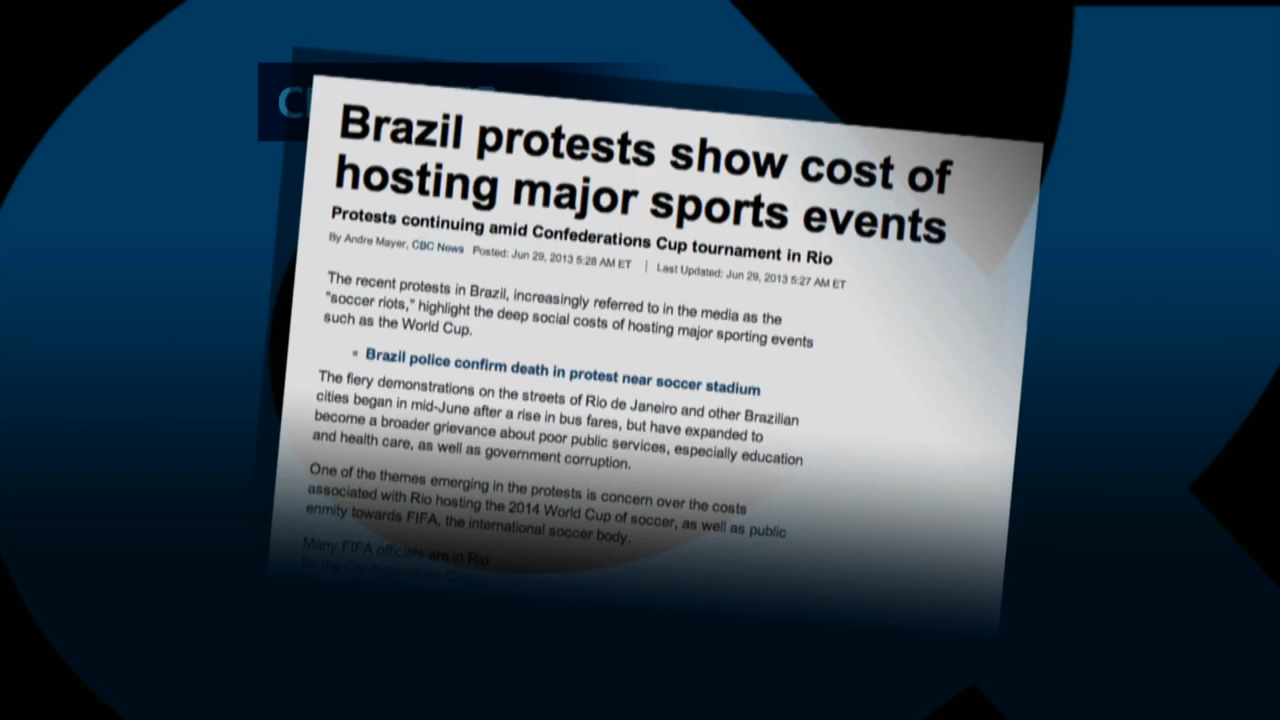 Brazil protests show cost of
hosting major sports events
Protests continuing amid Confederations Cup tournament in Rio
By Andre Mayer, CBC News Posted: Jun 29, 2013 5:28 AM ET | Last Updated: Jun 29, 2013 5:27 AM ET
The recent protests in Brazil, increasingly referred to in the media as the
"soccer riots," highlight the deep social costs of hosting major sporting events
such as the World Cup.
Brazil police confirm death in protest near soccer stadium
The fiery demonstrations on the streets of Rio de Janeiro and other Brazilian
cities began in mid-June after a rise in bus fares, but have expanded to
become a broader grievance about poor public services, especially education
and health care, as well as government corruption.
One of the themes emerging in the protests is concern over the costs
associated with Rio hosting the 2014 World Cup of soccer, as well as public
enmity towards FIFA, the international soccer body.
Many FIFA officials are in Rio
for the Confederations Cup